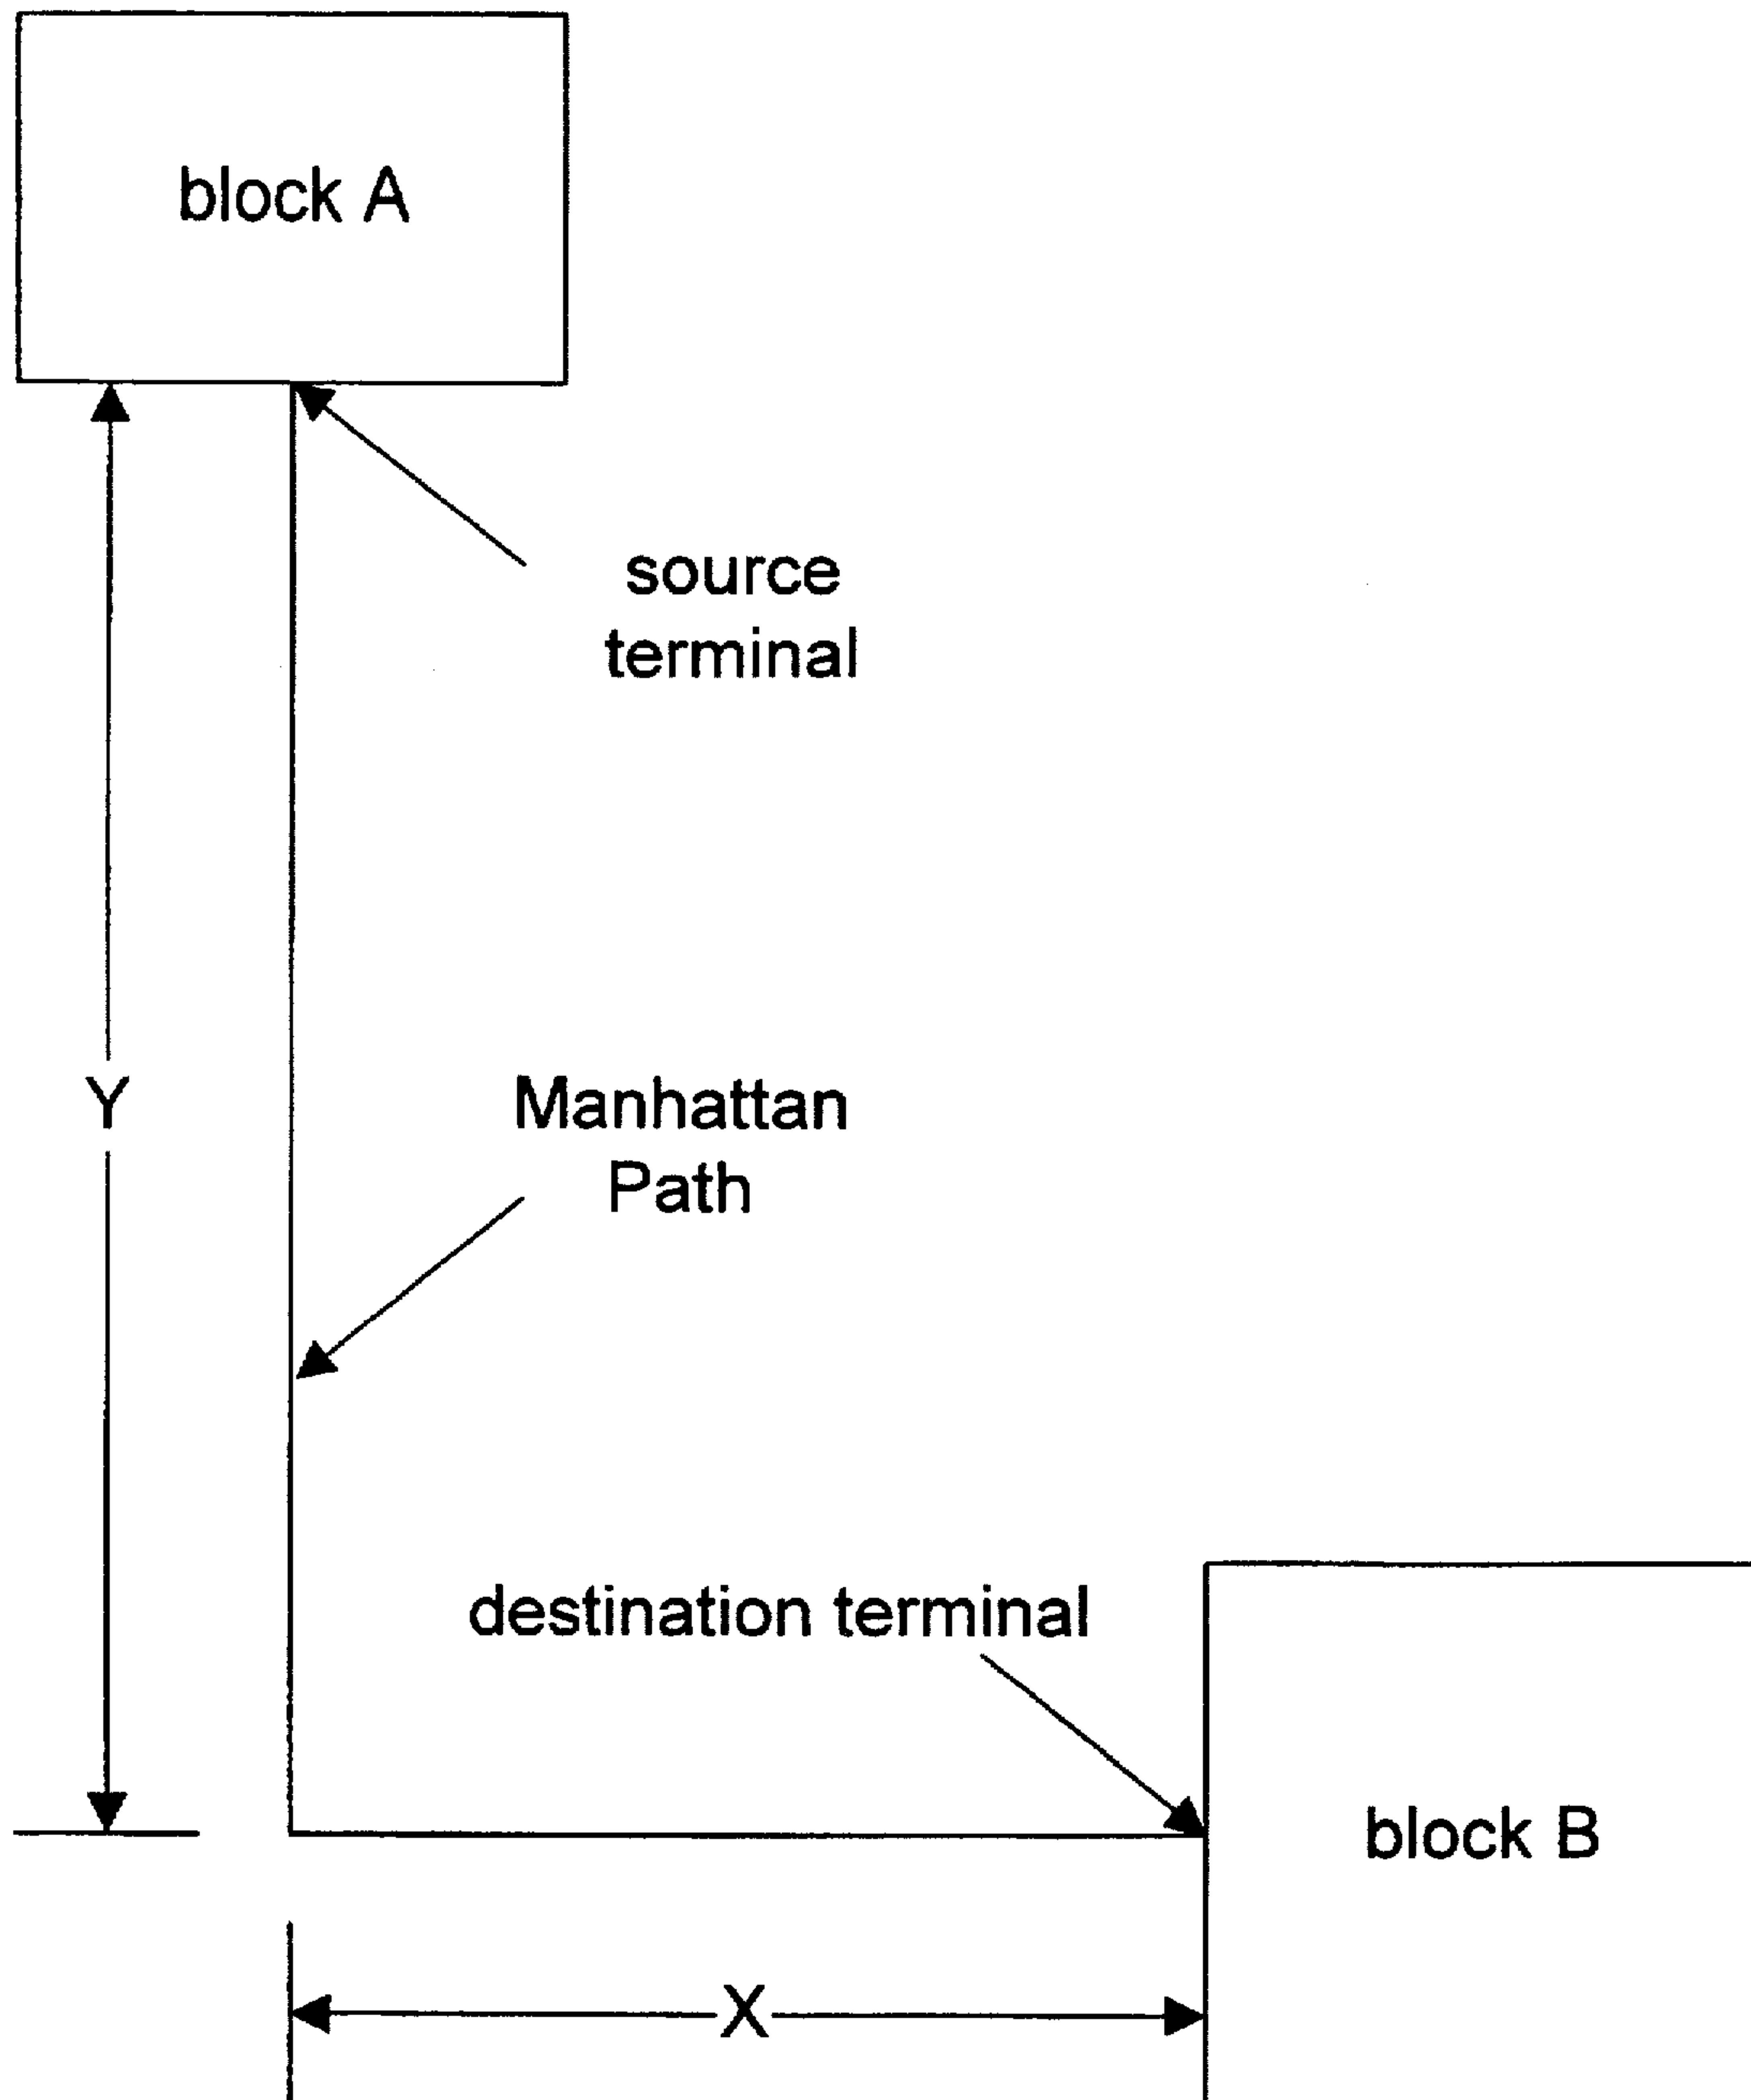 block A
source
terminal
Y
Manhattan
Path
destination terminal
block B
X